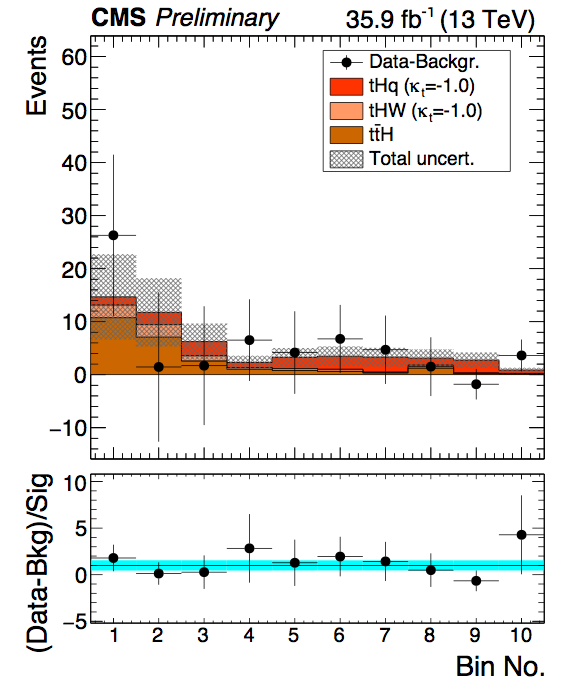 CMS Preliminary 35.9 fb⁻¹ (13 TeV)
Events
60
50
40
30
20
10
0
−10
Data-Backgr.
tHq (κt=-1.0)
tHW (κt=-1.0)
tt̄H
Total uncert.
(Data-Bkg)/Sig
10
5
0
−5
1 2 3 4 5 6 7 8 9 10
Bin No.